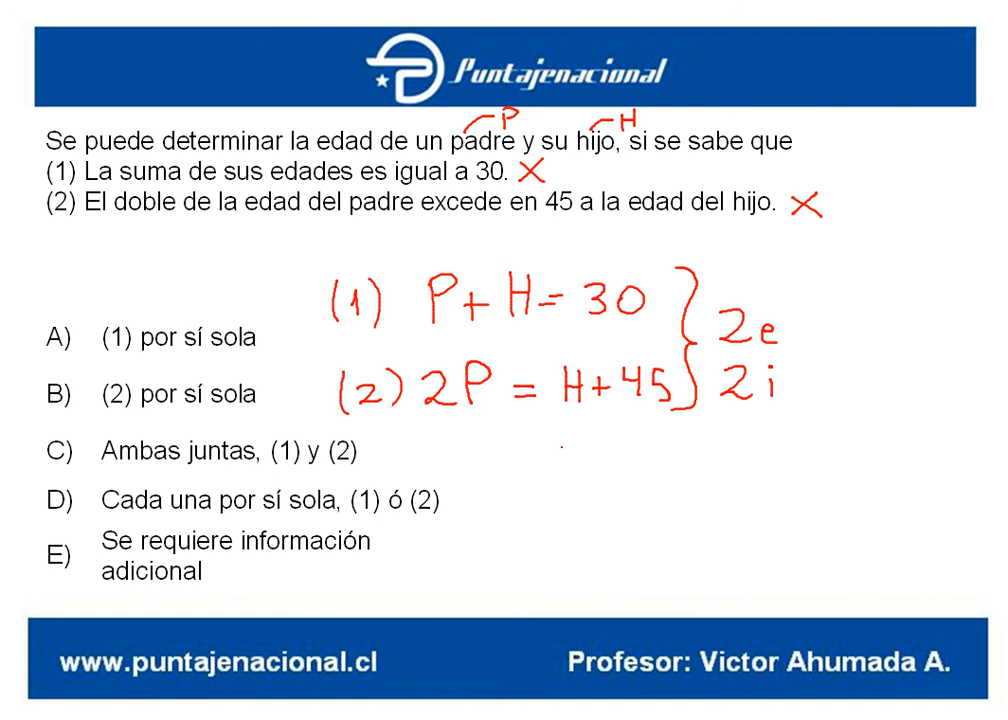 Puntajenacional
P H
Se puede determinar la edad de un padre y su hijo, si se sabe que
(1) La suma de sus edades es igual a 30. X
(2) El doble de la edad del padre excede en 45 a la edad del hijo. X
(1) P + H = 30 } 2e
A) (1) por sí sola
(2) 2P = H + 45 } 2i
B) (2) por sí sola
C) Ambas juntas, (1) y (2)
D) Cada una por sí sola, (1) ó (2)
E) Se requiere información
adicional
www.puntajenacional.cl Profesor: Victor Ahumada A.